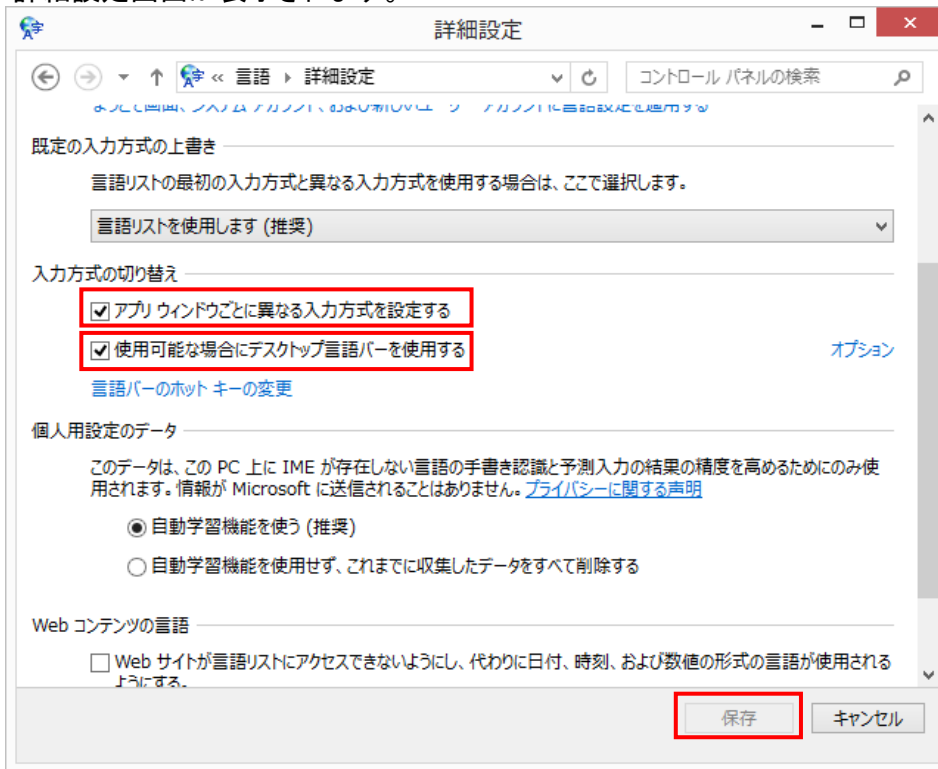 詳細設定
« 言語 ▸ 詳細設定
コントロール パネルの検索
既定の入力方式の上書き
言語リストの最初の入力方式と異なる入力方式を使用する場合は、ここで選択します。
言語リストを使用します (推奨)
入力方式の切り替え
アプリ ウィンドウごとに異なる入力方式を設定する
使用可能な場合にデスクトップ言語バーを使用する
オプション
言語バーのホット キーの変更
個人用設定のデータ
このデータは、この PC 上に IME が存在しない言語の手書き認識と予測入力の結果の精度を高めるためにのみ使
用されます。情報が Microsoft に送信されることはありません。プライバシーに関する声明
自動学習機能を使う (推奨)
自動学習機能を使用せず、これまでに収集したデータをすべて削除する
Web コンテンツの言語
Web サイトが言語リストにアクセスできないようにし、代わりに日付、時刻、および数値の形式の言語が使用される
ようにする。
保存
キャンセル